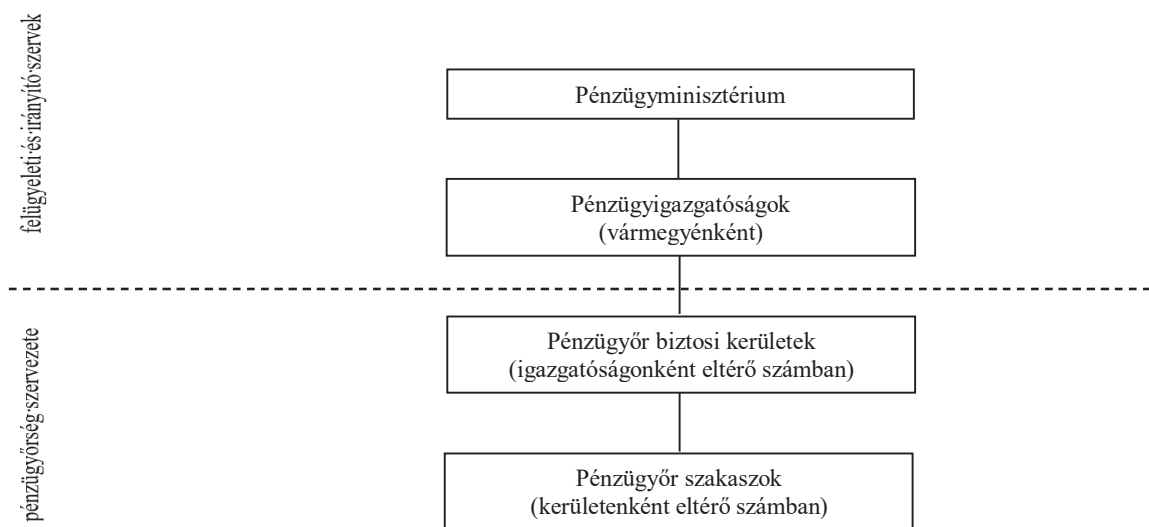 felügyeleti·és·irányító·szervek
Pénzügyminisztérium
Pénzügyigazgatóságok
(vármegyénként)
pénzügyőrség·szervezete
Pénzügyőr biztosi kerületek
(igazgatóságonként eltérő számban)
Pénzügyőr szakaszok
(kerületenként eltérő számban)